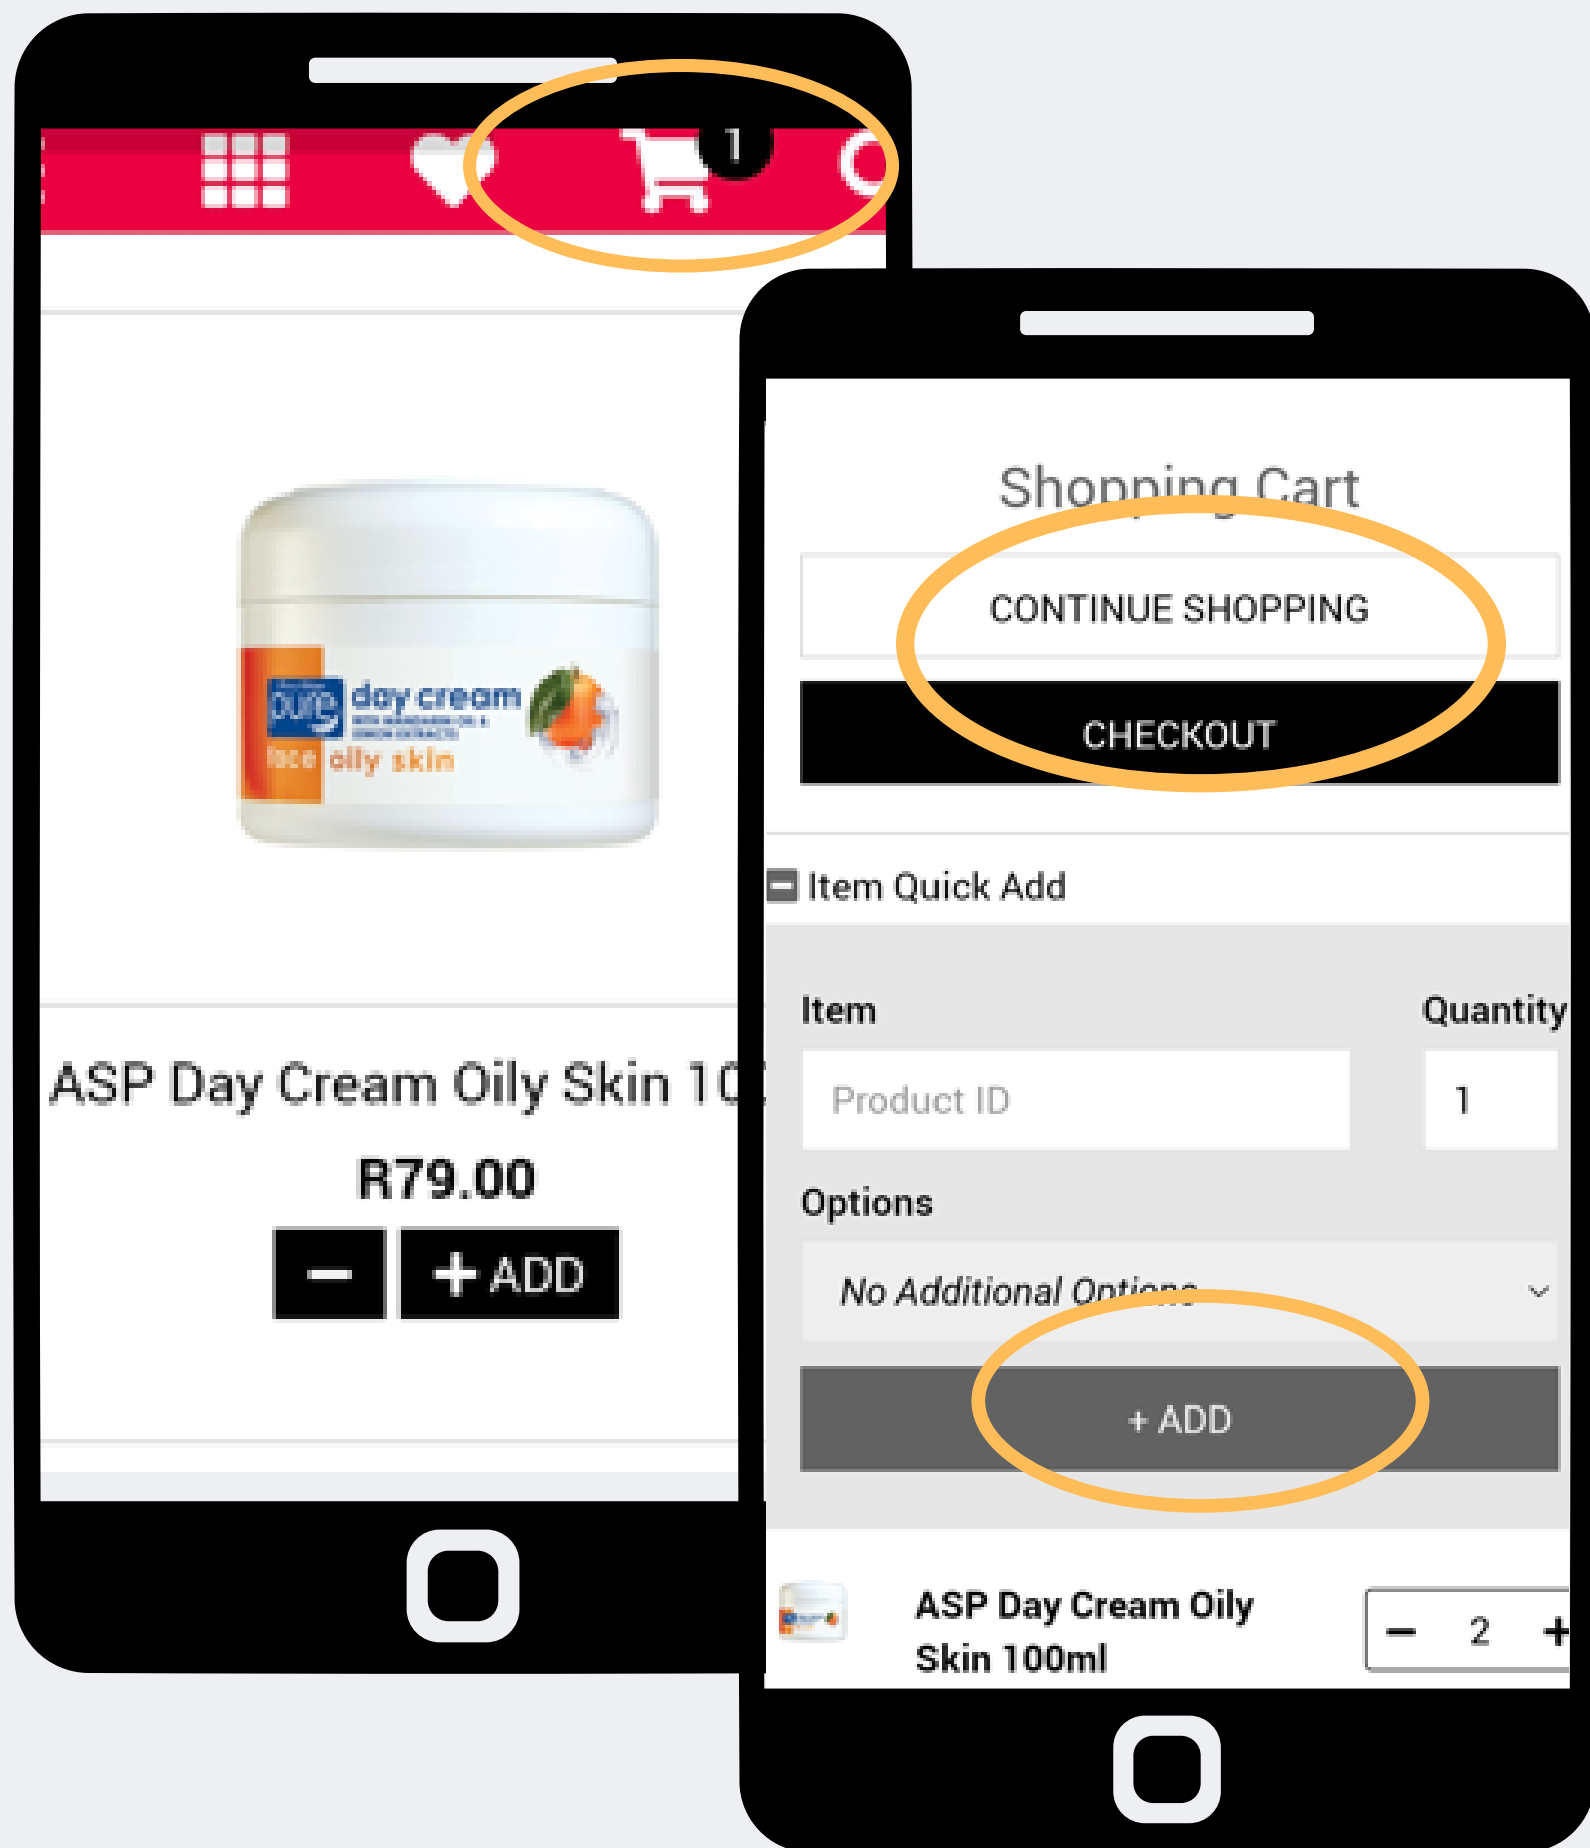 1
pure
day cream
face oily skin
ASP Day Cream Oily Skin 10
R79.00
− + ADD
Shopping Cart
CONTINUE SHOPPING
CHECKOUT
Item Quick Add
Item Quantity
Product ID 1
Options
No Additional Options
+ ADD
ASP Day Cream Oily
Skin 100ml
− 2 +